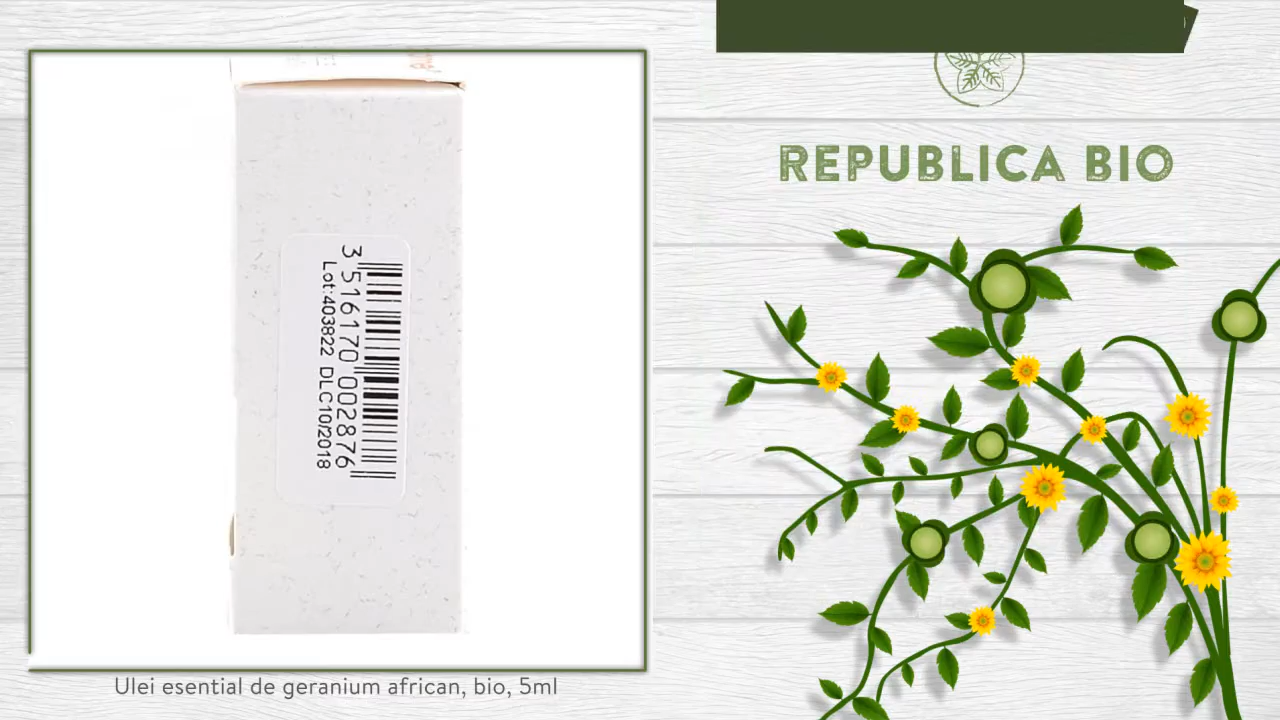 REPUBLICA BIO
3 516170 002876
Lot:403822 DLC10/2018
Ulei esential de geranium african, bio, 5ml